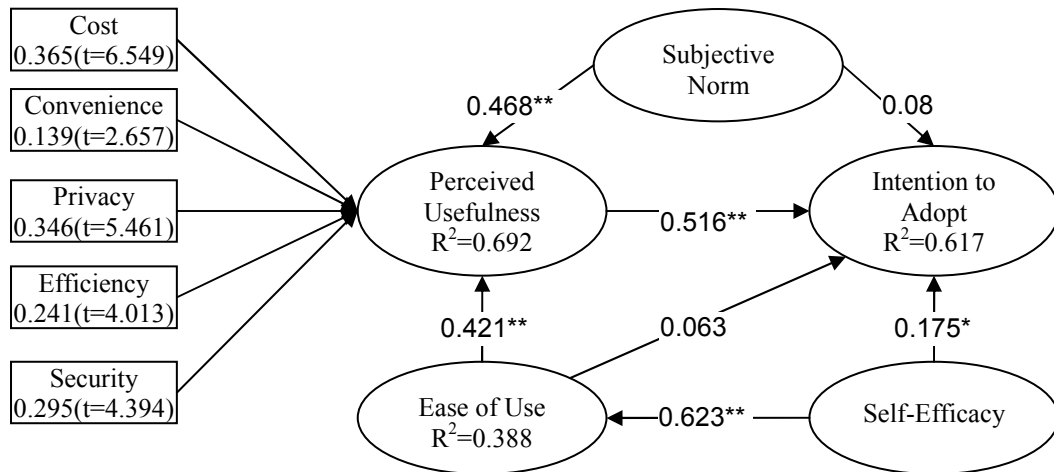 Cost
0.365(t=6.549)
Convenience
0.139(t=2.657)
Privacy
0.346(t=5.461)
Efficiency
0.241(t=4.013)
Security
0.295(t=4.394)
Subjective
Norm
0.468**
0.08
Perceived
Usefulness
R²=0.692
0.516**
Intention to
Adopt
R²=0.617
0.421**
0.063
0.175*
Ease of Use
R²=0.388
0.623**
Self-Efficacy